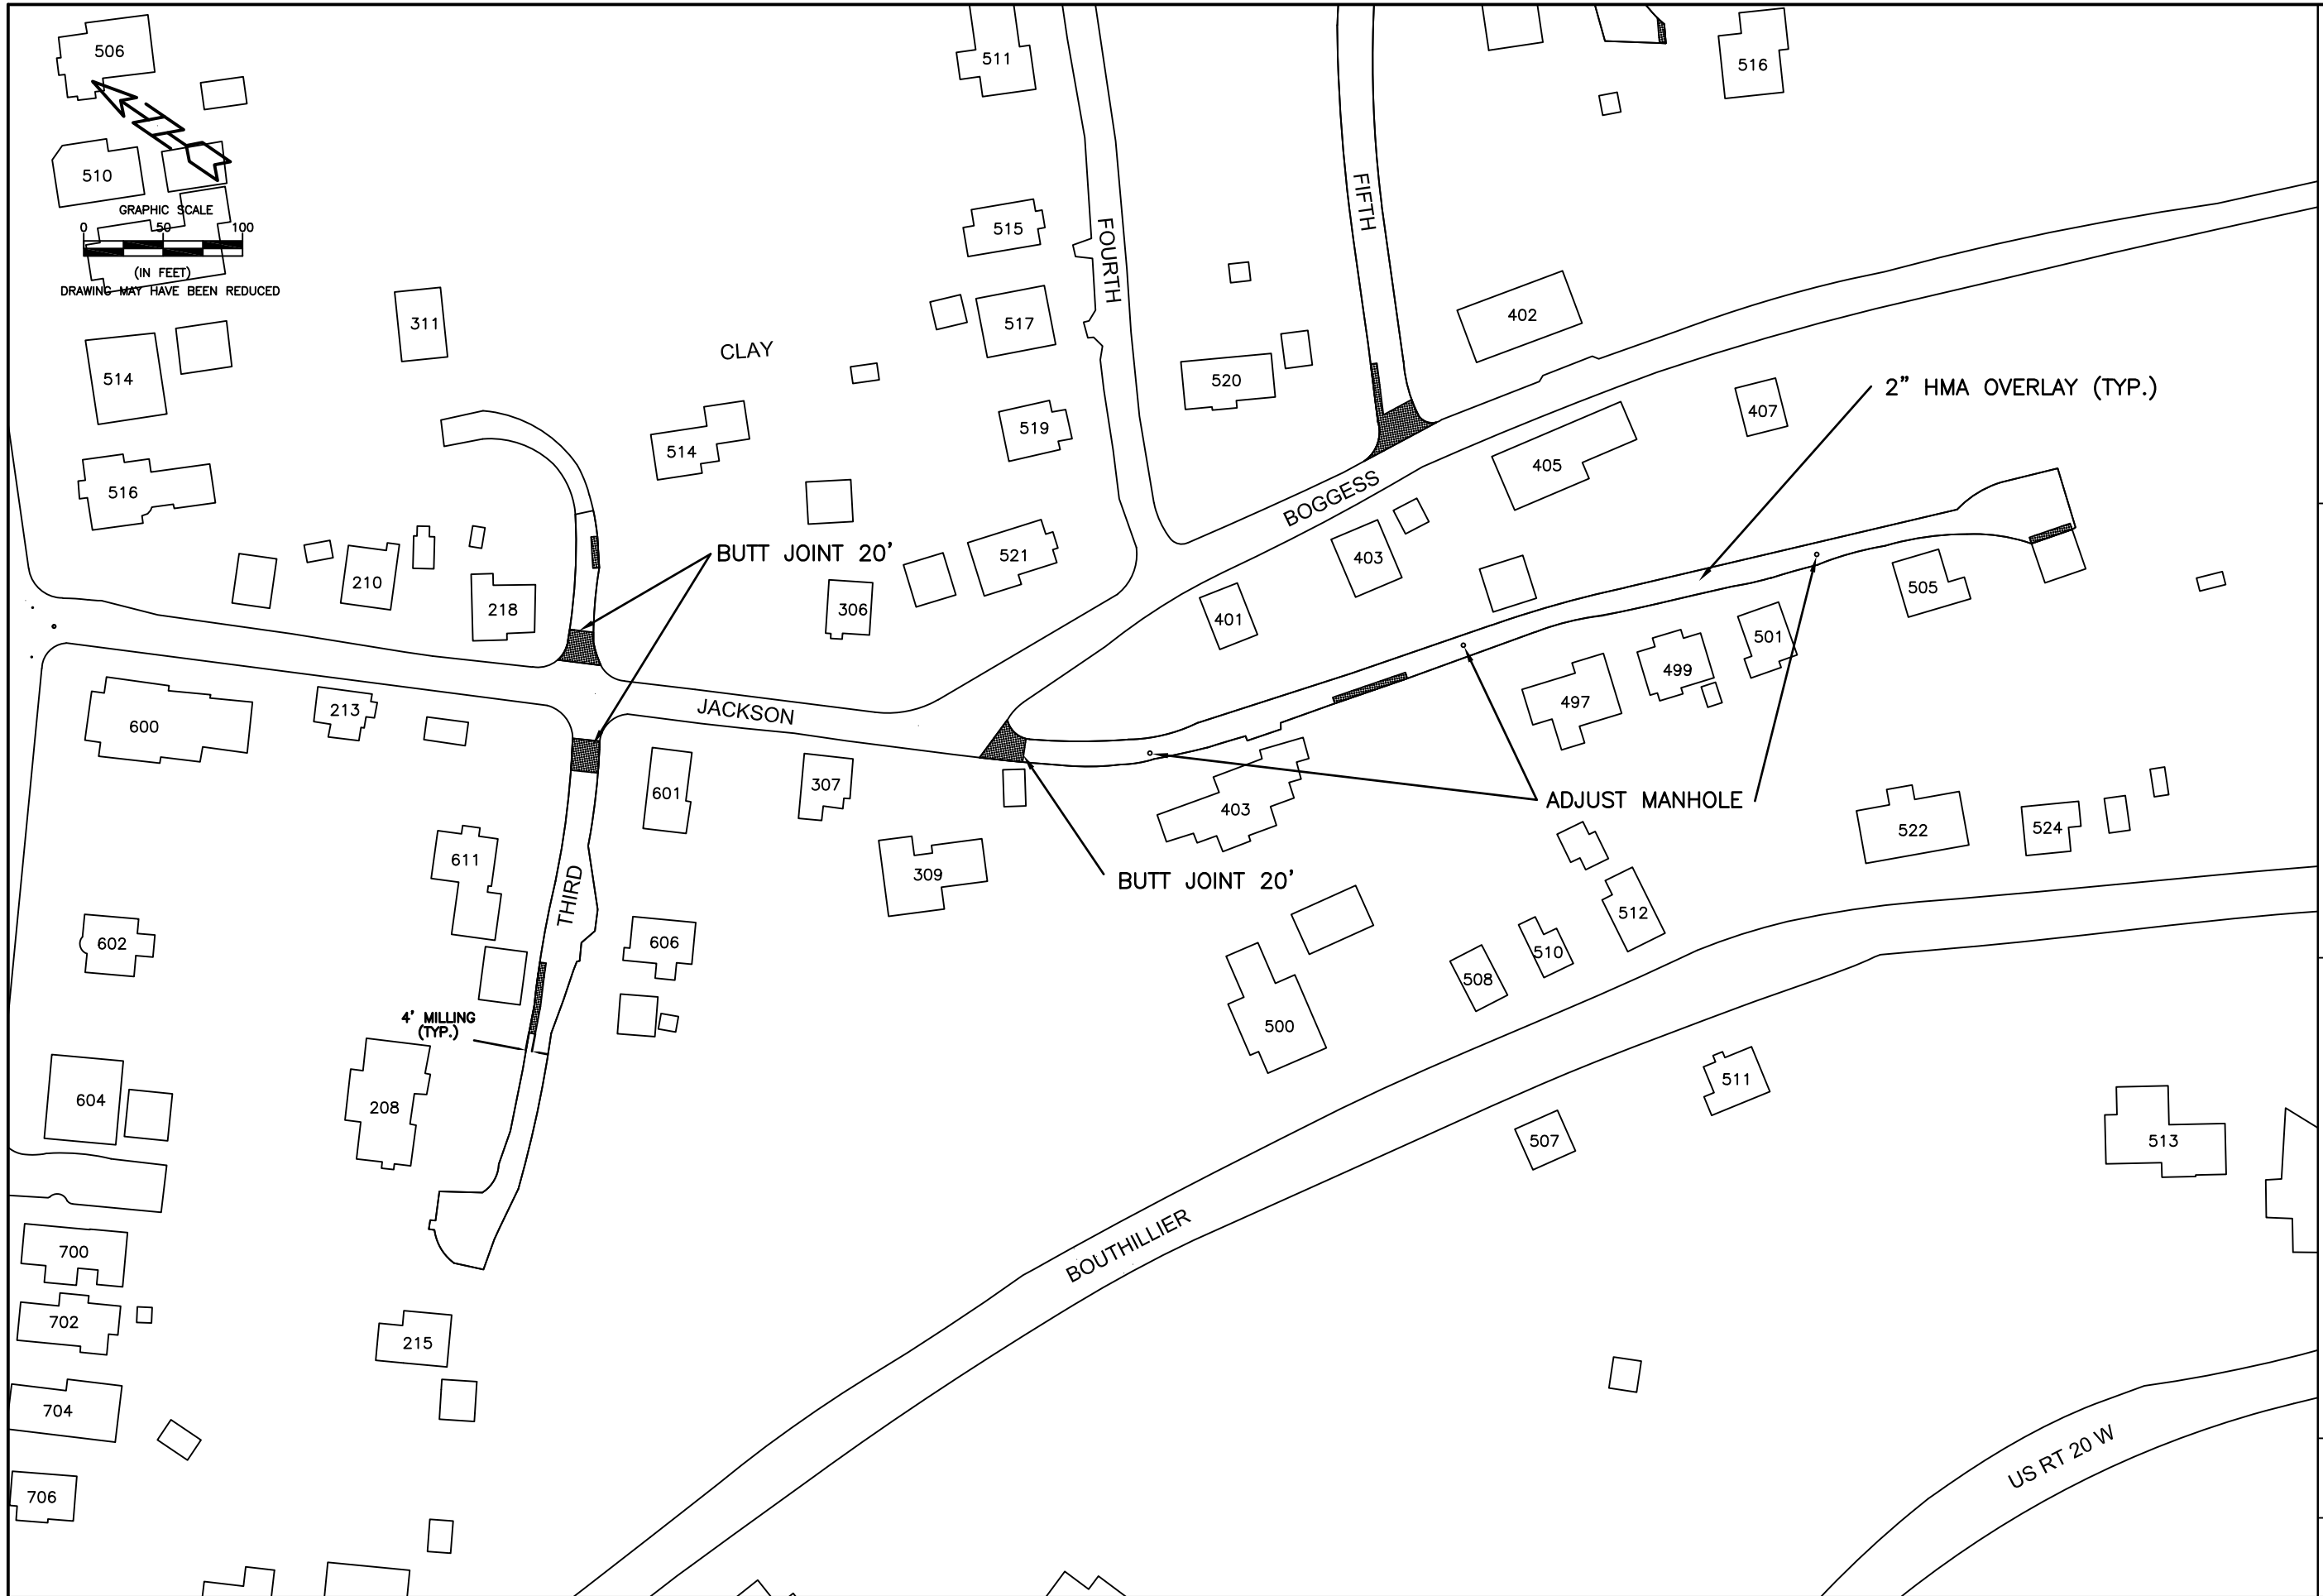 506
511
516
510
GRAPHIC SCALE
0 50 100
(IN FEET)
DRAWING MAY HAVE BEEN REDUCED
FIFTH
515
FOURTH
311
CLAY
517
402
514
520
2” HMA OVERLAY (TYP.)
407
519
514
405
516
BOGGESS
BUTT JOINT 20’
521
403
210
505
218
306
401
501
499
497
213
JACKSON
600
307
601
403
ADJUST MANHOLE
522
524
611
309
BUTT JOINT 20’
THIRD
512
602
606
510
508
4’ MILLING
(TYP.)
500
604
208
511
507
513
BOUTHILLIER
700
702
215
704
US RT 20 W
706